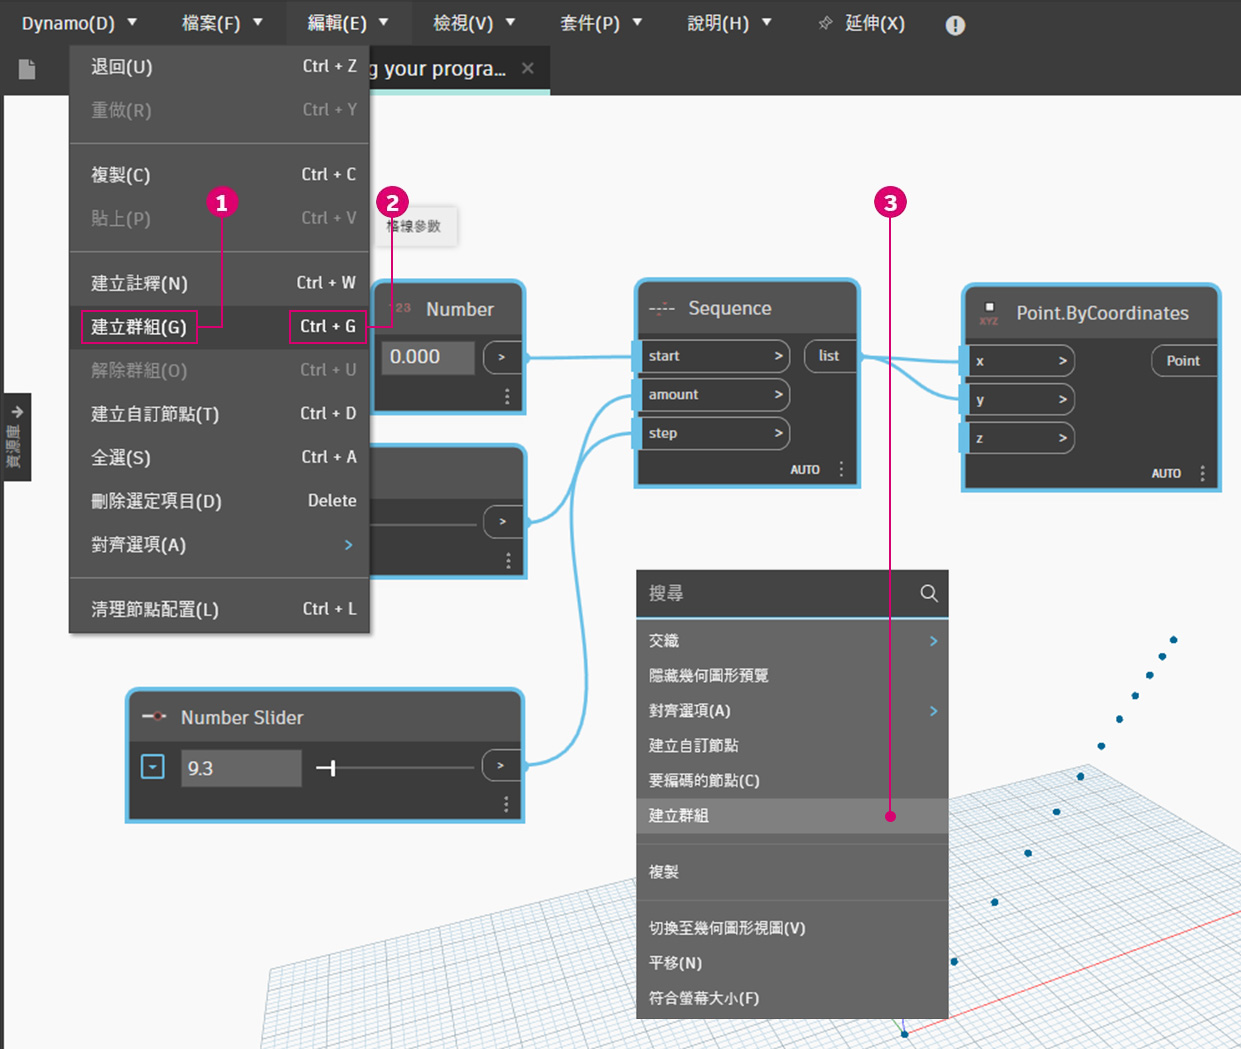 Dynamo(D) 檔案(F) 編輯(E) 檢視(V) 套件(P) 說明(H) 延伸(X)
退回(U) Ctrl + Z
g your progra...
重做(R) Ctrl + Y
複製(C) Ctrl + C
貼上(P) Ctrl + V
建立註釋(N) Ctrl + W
建立群組(G) Ctrl + G
解除群組(O) Ctrl + U
建立自訂節點(T) Ctrl + D
全選(S) Ctrl + A
刪除選定項目(D) Delete
對齊選項(A)
清理節點配置(L) Ctrl + L
1
2
3
格線參數
資源庫
123 Number
0.000 >
>
Sequence
start > list
amount >
step >
AUTO
XYZ Point.ByCoordinates
x > Point
y >
z >
AUTO
Number Slider
9.3 >
搜尋
交織
隱藏幾何圖形預覽
對齊選項(A)
建立自訂節點
要編碼的節點(C)
建立群組
複製
切換至幾何圖形視圖(V)
平移(N)
符合螢幕大小(F)